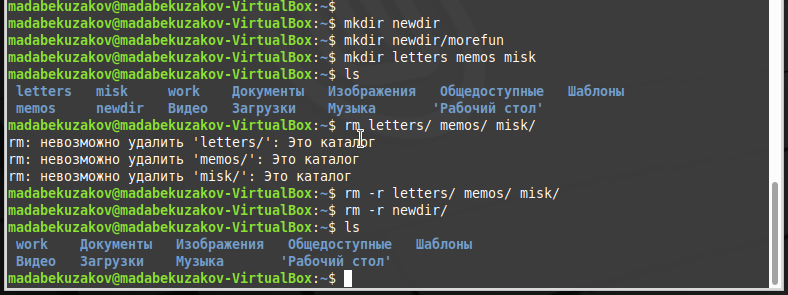 madabekuzakov@madabekuzakov-VirtualBox:~$
madabekuzakov@madabekuzakov-VirtualBox:~$ mkdir newdir
madabekuzakov@madabekuzakov-VirtualBox:~$ mkdir newdir/morefun
madabekuzakov@madabekuzakov-VirtualBox:~$ mkdir letters memos misk
madabekuzakov@madabekuzakov-VirtualBox:~$ ls
letters misk work Документы Изображения Общедоступные Шаблоны
memos newdir Видео Загрузки Музыка 'Рабочий стол'
madabekuzakov@madabekuzakov-VirtualBox:~$ rm letters/ memos/ misk/
rm: невозможно удалить 'letters/': Это каталог
rm: невозможно удалить 'memos/': Это каталог
rm: невозможно удалить 'misk/': Это каталог
madabekuzakov@madabekuzakov-VirtualBox:~$ rm -r letters/ memos/ misk/
madabekuzakov@madabekuzakov-VirtualBox:~$ rm -r newdir/
madabekuzakov@madabekuzakov-VirtualBox:~$ ls
work Документы Изображения Общедоступные Шаблоны
Видео Загрузки Музыка 'Рабочий стол'
madabekuzakov@madabekuzakov-VirtualBox:~$